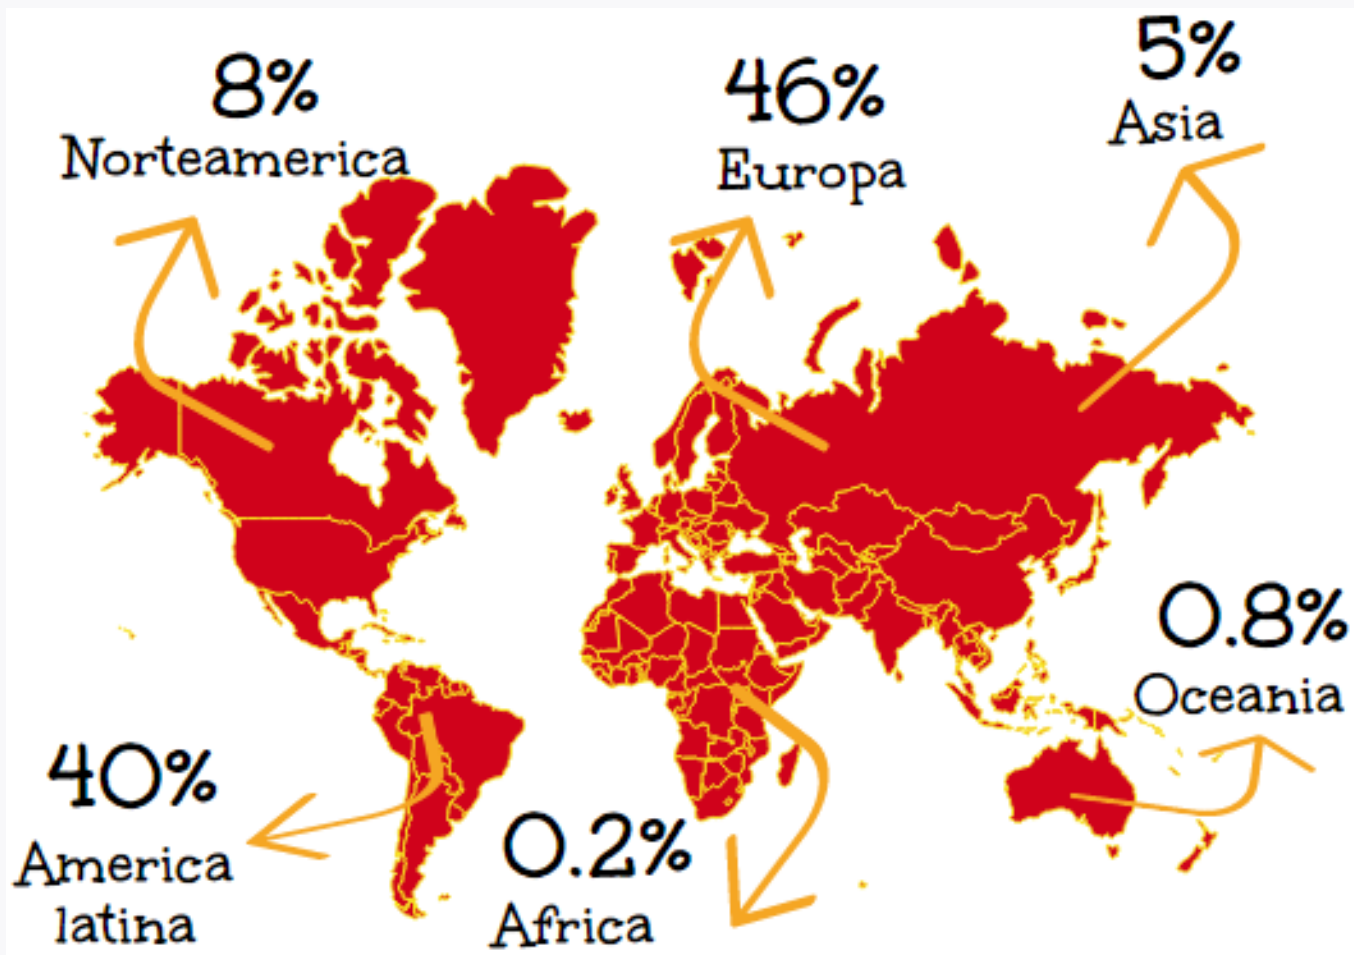 8%
Norteamerica
46%
Europa
5%
Asia
0.8%
Oceania
40%
America
latina
0.2%
Africa